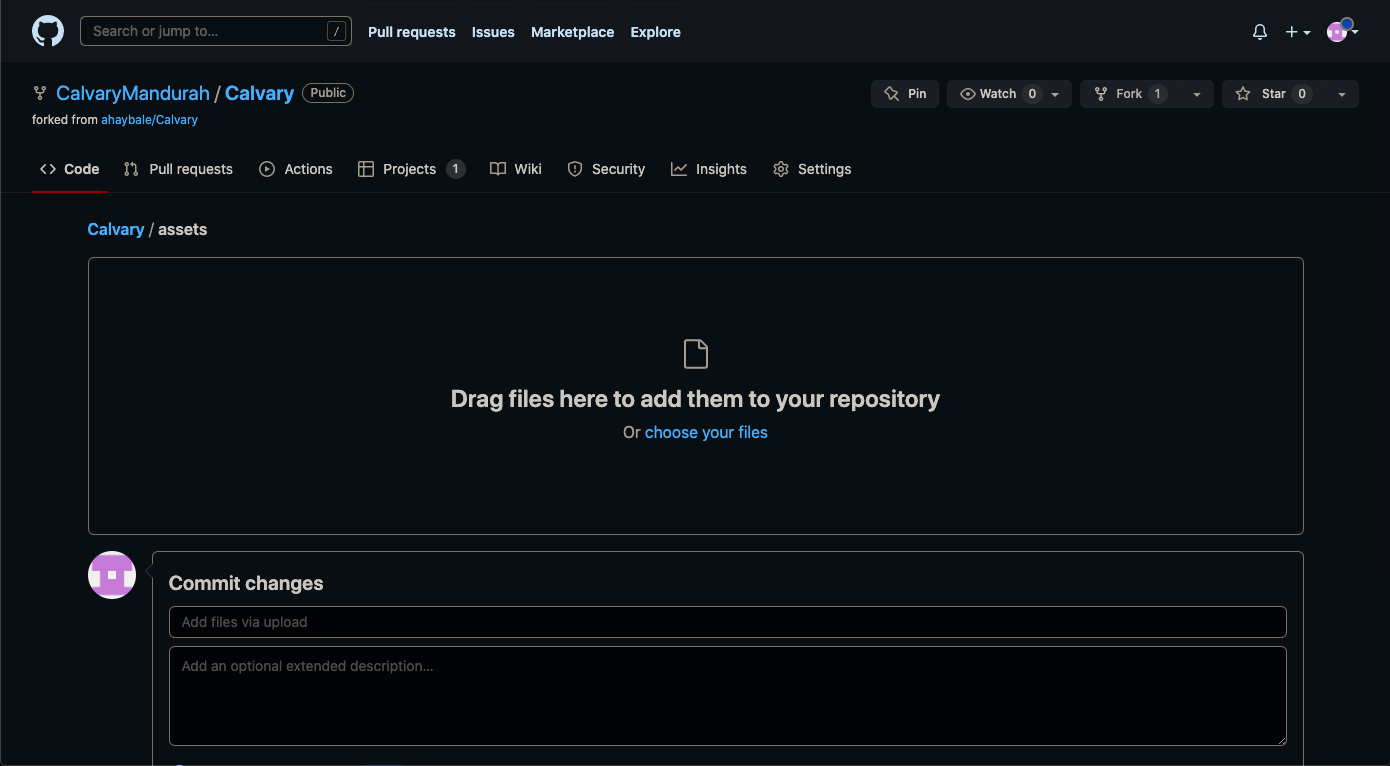 Search or jump to... / Pull requests Issues Marketplace Explore
CalvaryMandurah / Calvary Public Pin Watch 0 Fork 1 Star 0
forked from ahaybale/Calvary
Code Pull requests Actions Projects 1 Wiki Security Insights Settings
Calvary / assets
Drag files here to add them to your repository
Or choose your files
Commit changes
Add files via upload
Add an optional extended description...